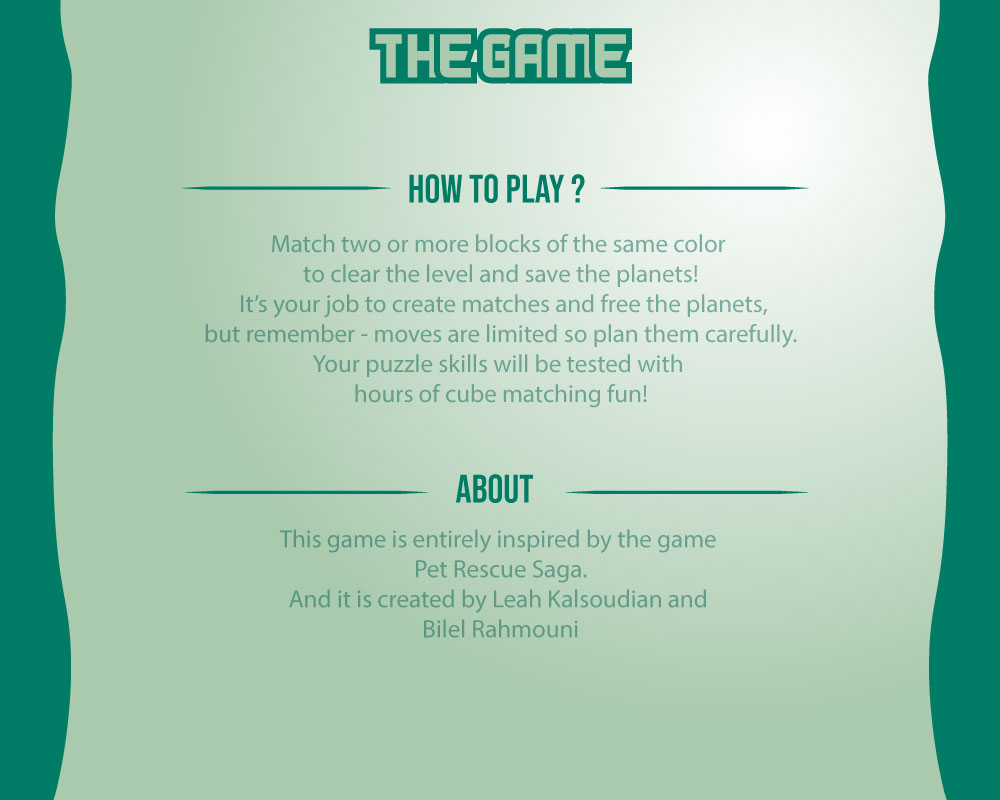 THE GAME
HOW TO PLAY ?
Match two or more blocks of the same color
to clear the level and save the planets!
It’s your job to create matches and free the planets,
but remember - moves are limited so plan them carefully.
Your puzzle skills will be tested with
hours of cube matching fun!
ABOUT
This game is entirely inspired by the game
Pet Rescue Saga.
And it is created by Leah Kalsoudian and
Bilel Rahmouni